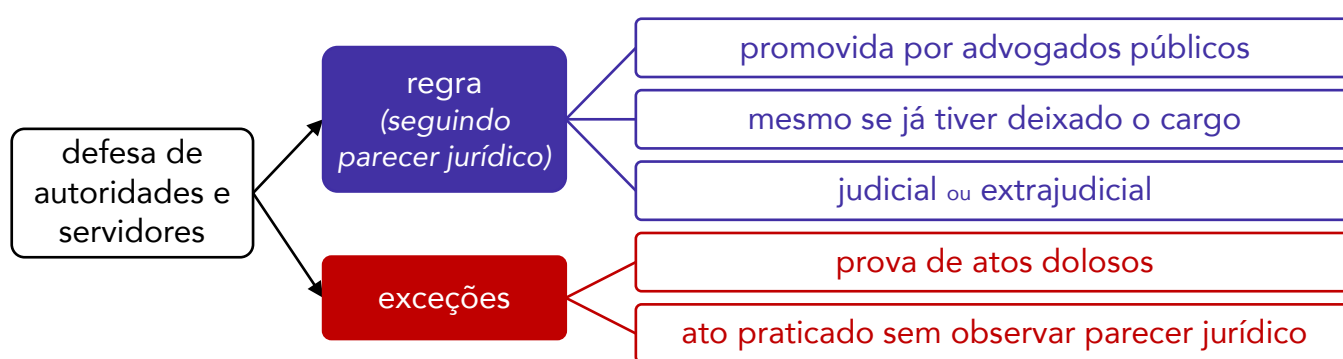 defesa de
autoridades e
servidores
regra
(seguindo
parecer jurídico)
promovida por advogados públicos
mesmo se já tiver deixado o cargo
judicial ou extrajudicial
exceções
prova de atos dolosos
ato praticado sem observar parecer jurídico